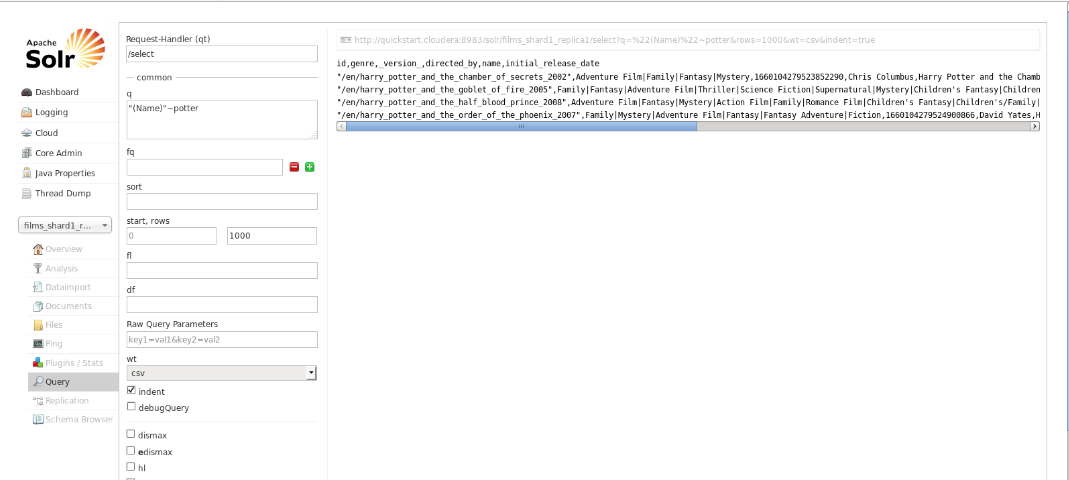 Apache
Solr
Dashboard
Logging
Cloud
Core Admin
Java Properties
Thread Dump
films_shard1_r...
Overview
Analysis
Dataimport
Documents
Files
Ping
Plugins / Stats
Query
Replication
Schema Browser
Request-Handler (qt)
/select
common
q
"(Name)"~potter
fq
sort
start, rows
0 1000
fl
df
Raw Query Parameters
key1=val1&key2=val2
wt
csv
indent
debugQuery
dismax
edismax
hl
http://quickstart.cloudera:8983/solr/films_shard1_replica1/select?q=%22(Name)%22~potter&rows=1000&wt=csv&indent=true
id,genre,_version_,directed_by,name,initial_release_date
"/en/harry_potter_and_the_chamber_of_secrets_2002",Adventure Film|Family|Fantasy|Mystery,1660104279523852290,Chris Columbus,Harry Potter and the Chamb
"/en/harry_potter_and_the_goblet_of_fire_2005",Family|Fantasy|Adventure Film|Thriller|Science Fiction|Supernatural|Mystery|Children's Fantasy|Children
"/en/harry_potter_and_the_half_blood_prince_2008",Adventure Film|Fantasy|Mystery|Action Film|Family|Romance Film|Children's Fantasy|Children's/Family|
"/en/harry_potter_and_the_order_of_the_phoenix_2007",Family|Mystery|Adventure Film|Fantasy|Fantasy Adventure|Fiction,1660104279524900866,David Yates,H